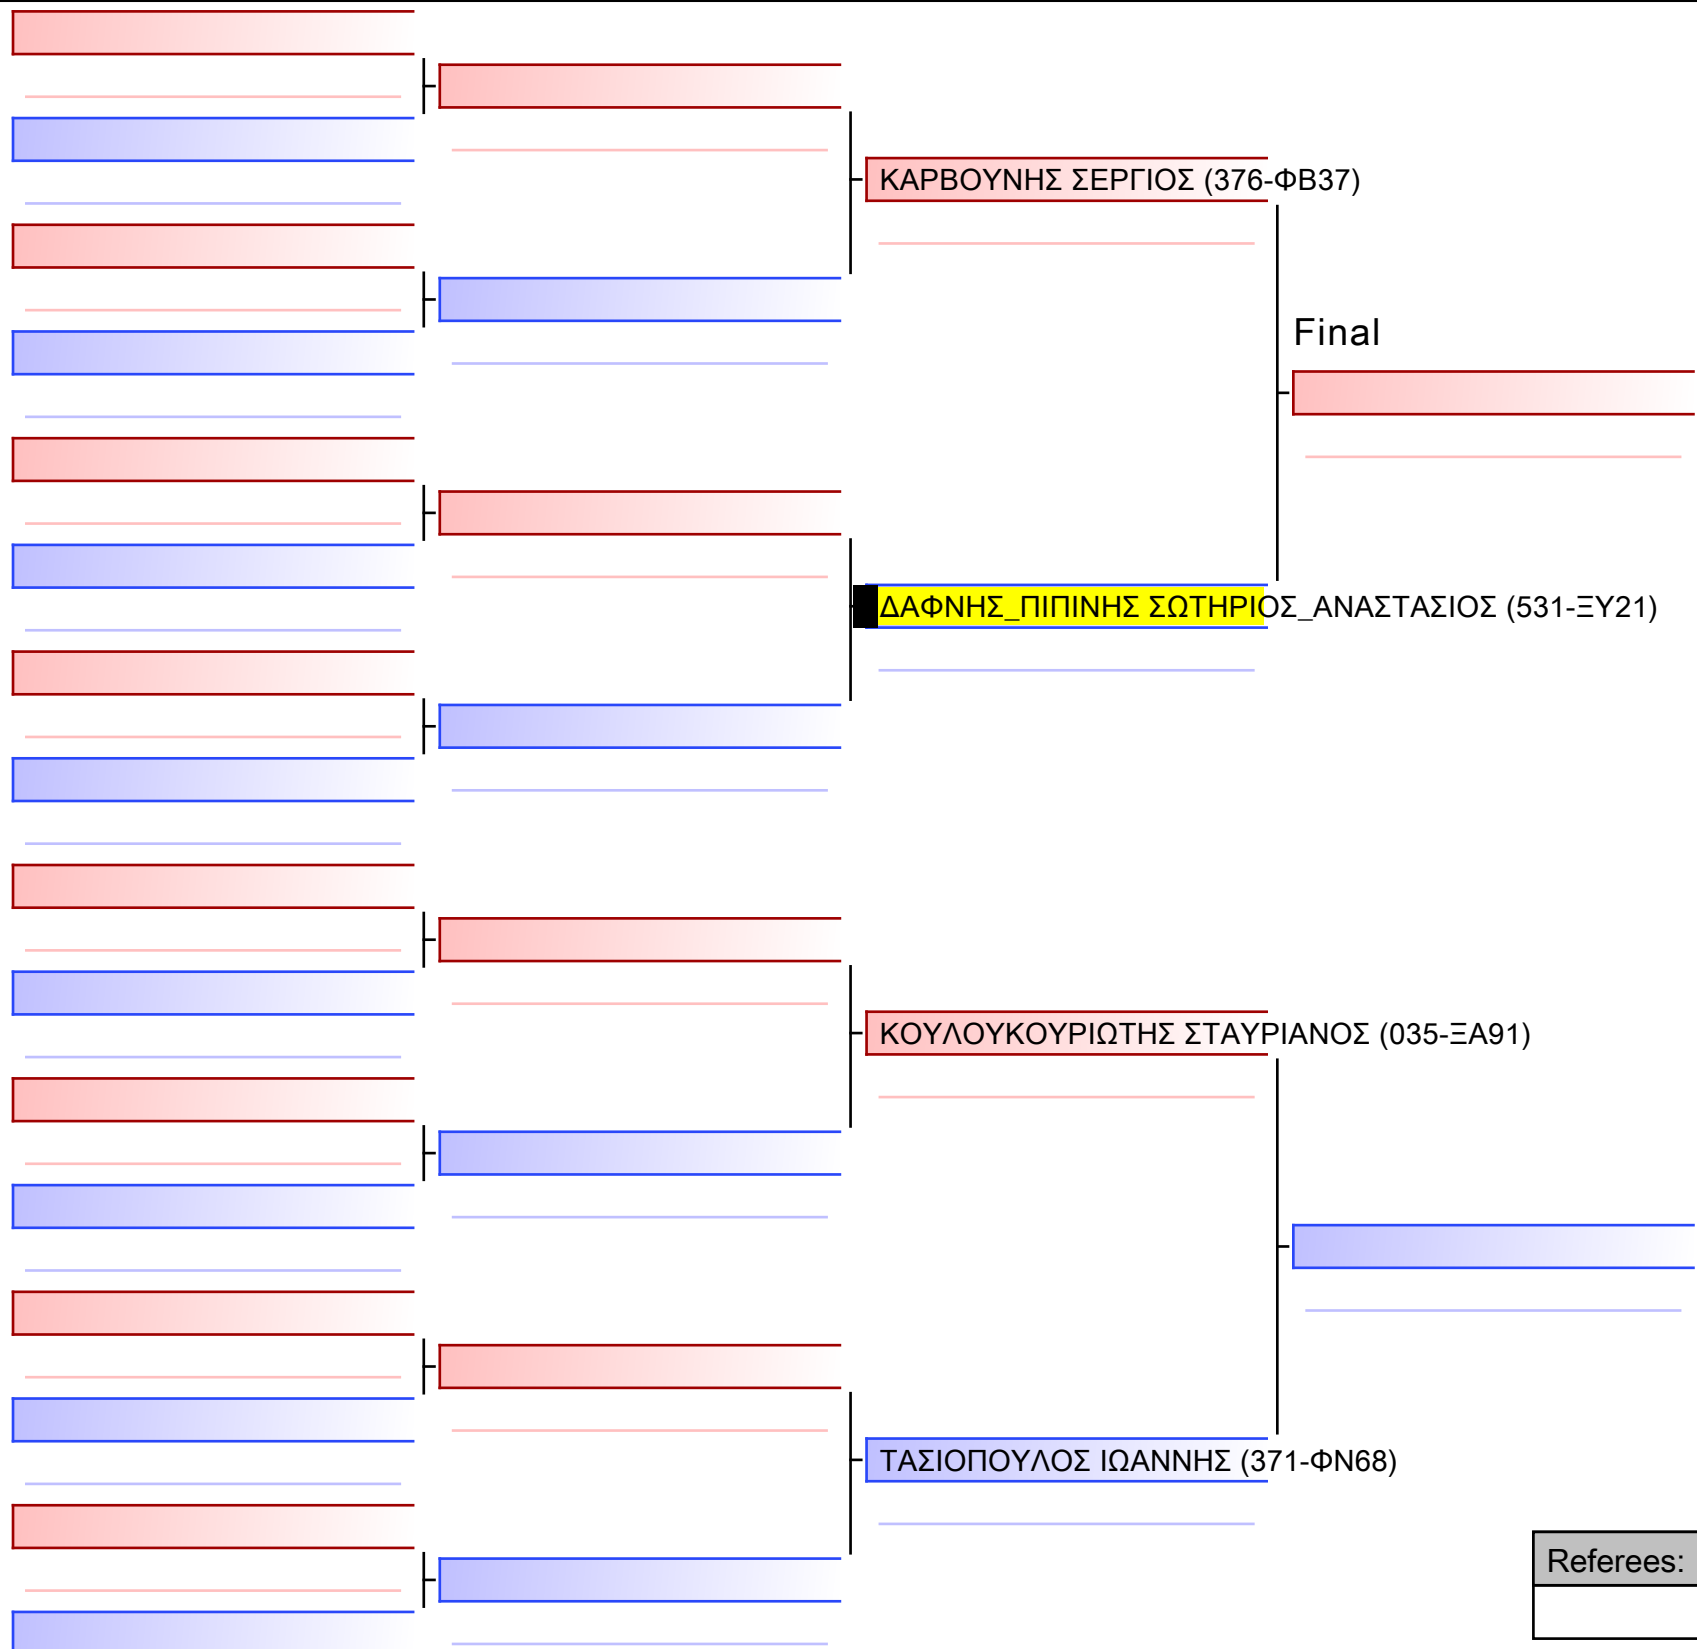 ΚΑΡΒΟΥΝΗΣ ΣΕΡΓΙΟΣ (376-ΦΒ37)
Final
ΔΑΦΝΗΣ_ΠΙΠΙΝΗΣ ΣΩΤΗΡΙΟΣ_ΑΝΑΣΤΑΣΙΟΣ (531-ΞΥ21)
ΚΟΥΛΟΥΚΟΥΡΙΩΤΗΣ ΣΤΑΥΡΙΑΝΟΣ (035-ΞΑ91)
ΤΑΣΙΟΠΟΥΛΟΣ ΙΩΑΝΝΗΣ (371-ΦΝ68)
Referees: